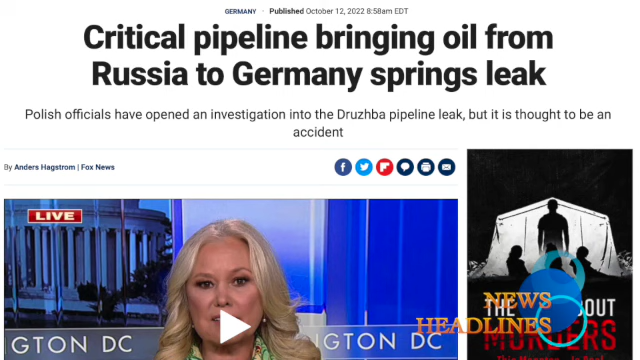 GERMANY · Published October 12, 2022 8:58am EDT
Critical pipeline bringing oil from
Russia to Germany springs leak
Polish officials have opened an investigation into the Druzhba pipeline leak, but it is thought to be an
accident
By Anders Hagstrom | Fox News
LIVE
NGTON DC
NGTON DC
THE
OUT
NEWS
HEADLINES